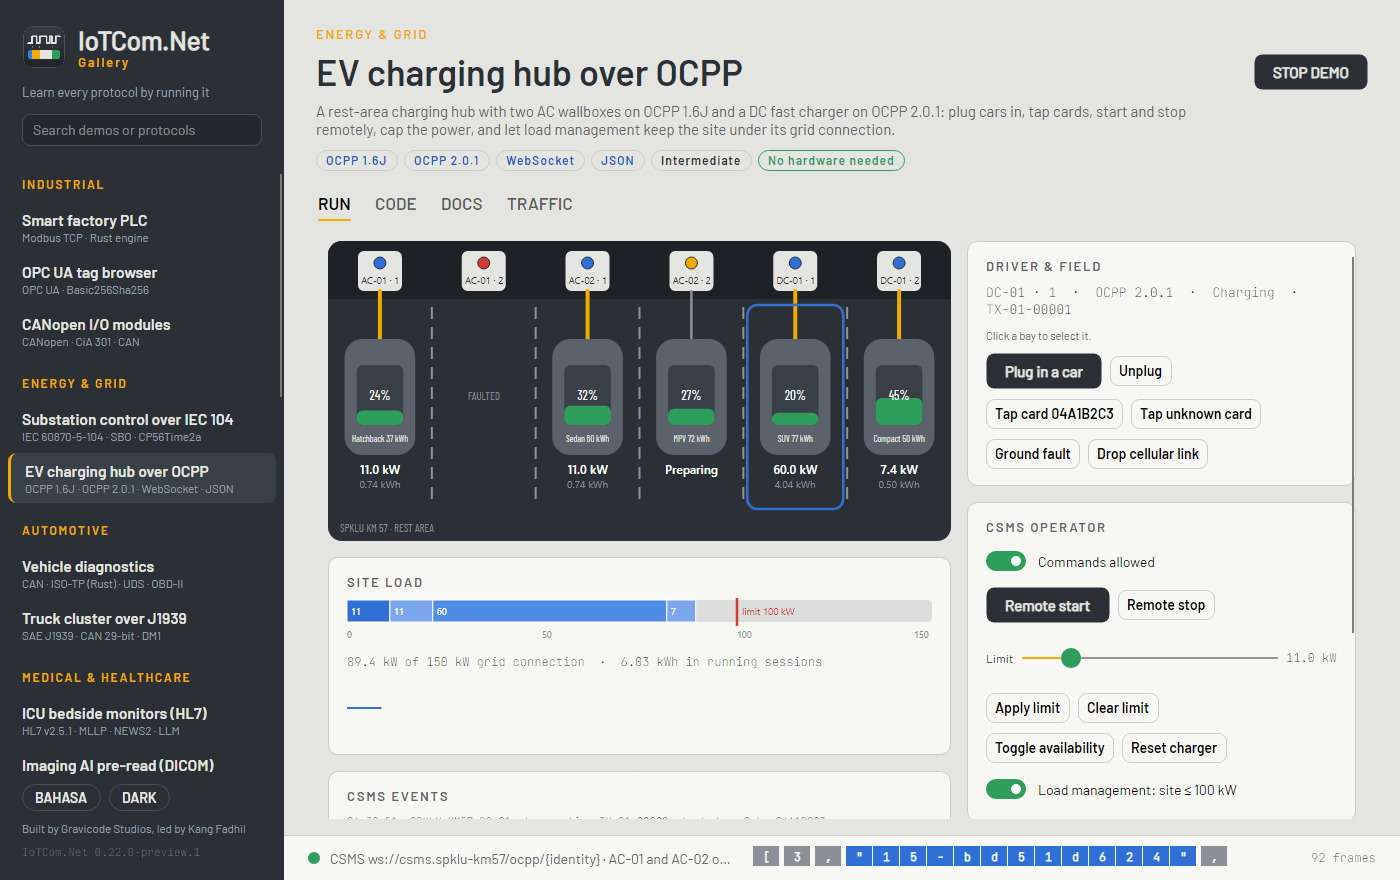 IoTCom.Net
Gallery
Learn every protocol by running it
Search demos or protocols
INDUSTRIAL
Smart factory PLC
Modbus TCP · Rust engine
OPC UA tag browser
OPC UA · Basic256Sha256
CANopen I/O modules
CANopen · CiA 301 · CAN
ENERGY & GRID
Substation control over IEC 104
IEC 60870-5-104 · SBO · CP56Time2a
EV charging hub over OCPP
OCPP 1.6J · OCPP 2.0.1 · WebSocket · JSON
AUTOMOTIVE
Vehicle diagnostics
CAN · ISO-TP (Rust) · UDS · OBD-II
Truck cluster over J1939
SAE J1939 · CAN 29-bit · DM1
MEDICAL & HEALTHCARE
ICU bedside monitors (HL7)
HL7 v2.5.1 · MLLP · NEWS2 · LLM
Imaging AI pre-read (DICOM)
BAHASA DARK
Built by Gravicode Studios, led by Kang Fadhil
IoTCom.Net 0.22.0-preview.1
ENERGY & GRID
EV charging hub over OCPP
STOP DEMO
A rest-area charging hub with two AC wallboxes on OCPP 1.6J and a DC fast charger on OCPP 2.0.1: plug cars in, tap cards, start and stop
remotely, cap the power, and let load management keep the site under its grid connection.
OCPP 1.6J OCPP 2.0.1 WebSocket JSON Intermediate No hardware needed
RUN CODE DOCS TRAFFIC
AC-01 · 1 AC-01 · 2 AC-02 · 1 AC-02 · 2 DC-01 · 1 DC-01 · 2
24% FAULTED 32% 27% 20% 45%
Hatchback 37 kWh Sedan 60 kWh MPV 72 kWh SUV 77 kWh Compact 50 kWh
11.0 kW 11.0 kW Preparing 60.0 kW 7.4 kW
0.74 kWh 0.74 kWh 4.04 kWh 0.50 kWh
SPKLU KM 57 · REST AREA
SITE LOAD
11 11 60 7 limit 100 kW
0 50 100 150
89.4 kW of 150 kW grid connection · 6.03 kWh in running sessions
CSMS EVENTS
DRIVER & FIELD
DC-01 · 1 · OCPP 2.0.1 · Charging ·
TX-01-00001
Click a bay to select it.
Plug in a car Unplug
Tap card 04A1B2C3 Tap unknown card
Ground fault Drop cellular link
CSMS OPERATOR
Commands allowed
Remote start Remote stop
Limit 11.0 kW
Apply limit Clear limit
Toggle availability Reset charger
Load management: site ≤ 100 kW
CSMS ws://csms.spklu-km57/ocpp/{identity} · AC-01 and AC-02 o... [ 3 , " 1 5 - b d 5 1 d 6 2 4 " , 92 frames